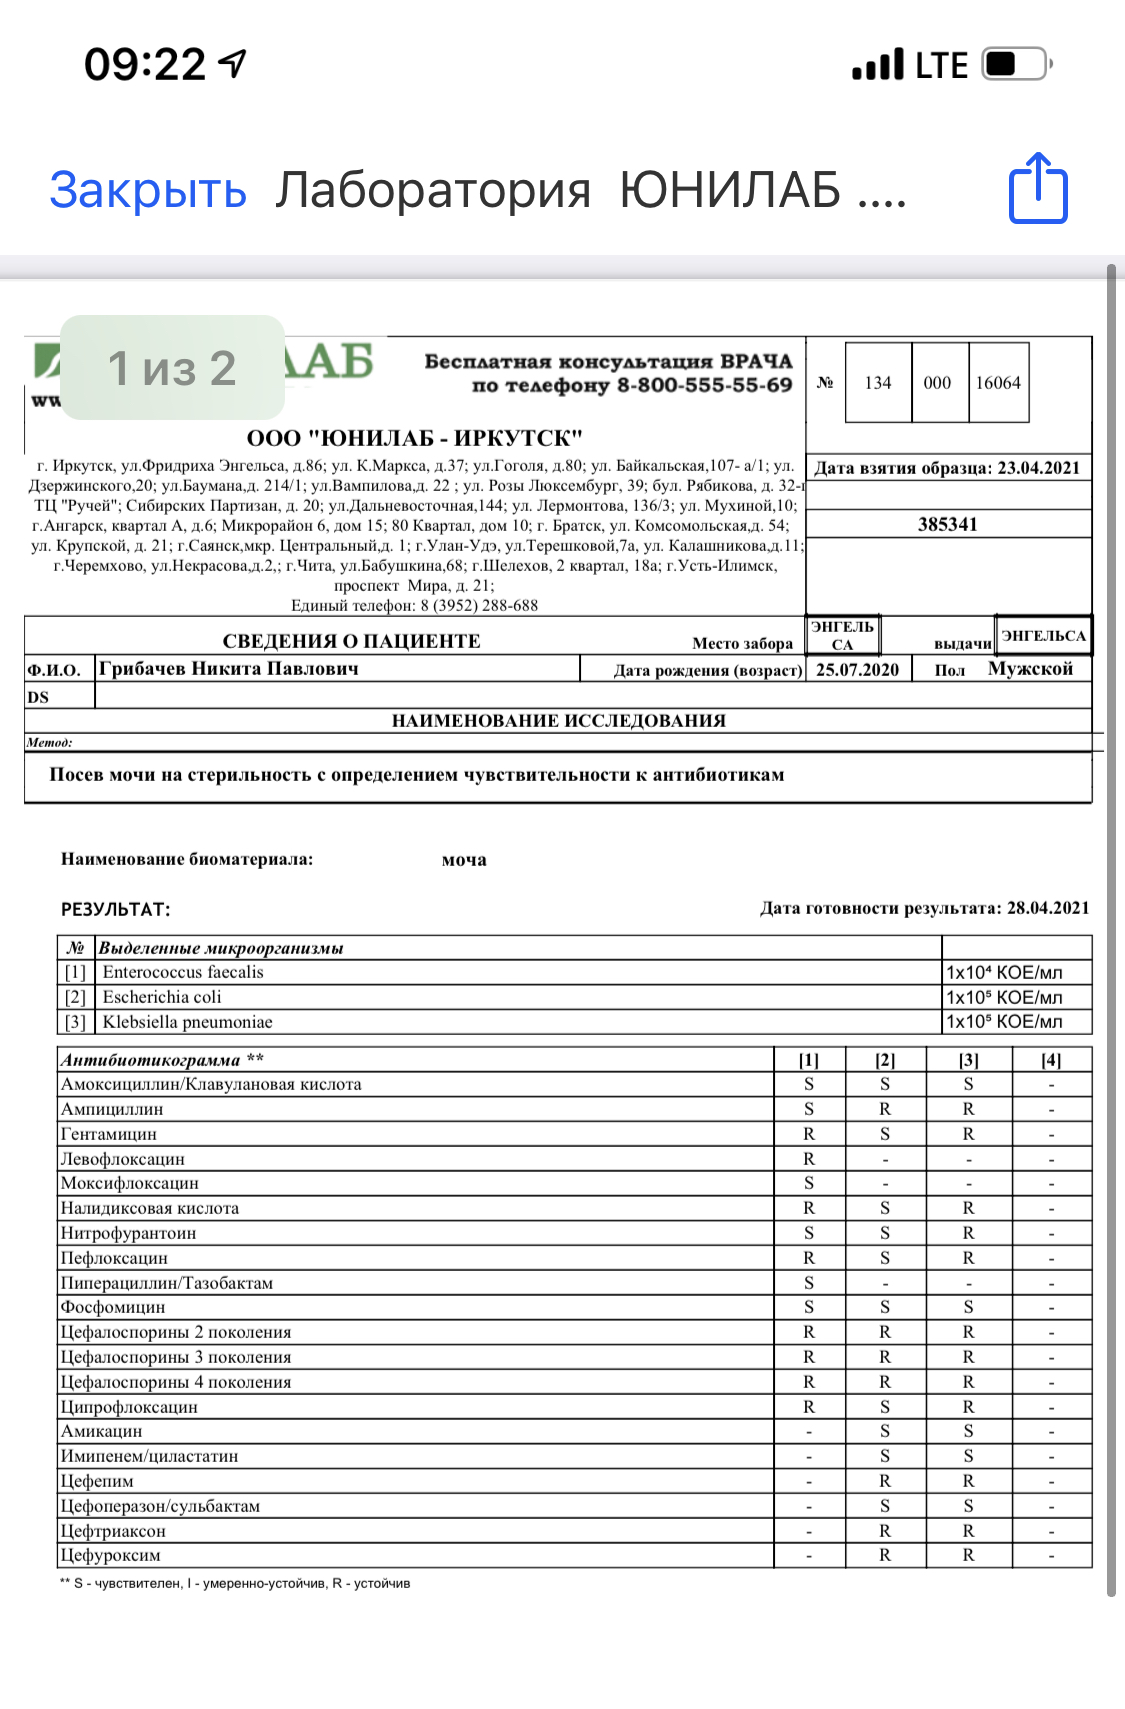 09:22 LTE
Закрыть Лаборатория ЮНИЛАБ ....
1 из 2
Бесплатная консультация ВРАЧА
по телефону 8-800-555-55-69
№ 134 000 16064
ООО "ЮНИЛАБ - ИРКУТСК"
г. Иркутск, ул.Фридриха Энгельса, д.86; ул. К.Маркса, д.37; ул.Гоголя, д.80; ул. Байкальская,107- а/1; ул.
Дзержинского,20; ул.Баумана,д. 214/1; ул.Вампилова,д. 22 ; ул. Розы Люксембург, 39; бул. Рябикова, д. 32-г
ТЦ "Ручей"; Сибирских Партизан, д. 20; ул.Дальневосточная,144; ул. Лермонтова, 136/3; ул. Мухиной,10;
г.Ангарск, квартал А, д.6; Микрорайон 6, дом 15; 80 Квартал, дом 10; г. Братск, ул. Комсомольская,д. 54;
ул. Крупской, д. 21; г.Саянск,мкр. Центральный,д. 1; г.Улан-Удэ, ул.Терешковой,7а, ул. Калашникова,д.11;
г.Черемхово, ул.Некрасова,д.2,; г.Чита, ул.Бабушкина,68; г.Шелехов, 2 квартал, 18а; г.Усть-Илимск,
проспект Мира, д. 21;
Единый телефон: 8 (3952) 288-688
Дата взятия образца: 23.04.2021
385341
СВЕДЕНИЯ О ПАЦИЕНТЕ Место забора ЭНГЕЛЬ
СА выдачи ЭНГЕЛЬСА
Ф.И.О. Грибачев Никита Павлович Дата рождения (возраст) 25.07.2020 Пол Мужской
DS
НАИМЕНОВАНИЕ ИССЛЕДОВАНИЯ
Метод:
Посев мочи на стерильность с определением чувствительности к антибиотикам
Наименование биоматериала: моча
РЕЗУЛЬТАТ: Дата готовности результата: 28.04.2021
№ Выделенные микроорганизмы
[1] Enterococcus faecalis 1x10⁴ КОЕ/мл
[2] Escherichia coli 1x10⁵ КОЕ/мл
[3] Klebsiella pneumoniae 1x10⁵ КОЕ/мл
Антибиотикограмма ** [1] [2] [3] [4]
Амоксициллин/Клавулановая кислота S S S -
Ампициллин S R R -
Гентамицин R S R -
Левофлоксацин R - - -
Моксифлоксацин S - - -
Налидиксовая кислота R S R -
Нитрофурантоин S S R -
Пефлоксацин R S R -
Пиперациллин/Тазобактам S - - -
Фосфомицин S S S -
Цефалоспорины 2 поколения R R R -
Цефалоспорины 3 поколения R R R -
Цефалоспорины 4 поколения R R R -
Ципрофлоксацин R S R -
Амикацин - S S -
Имипенем/циластатин - S S -
Цефепим - R R -
Цефоперазон/сульбактам - S S -
Цефтриаксон - R R -
Цефуроксим - R R -
** S - чувствителен, I - умеренно-устойчив, R - устойчив